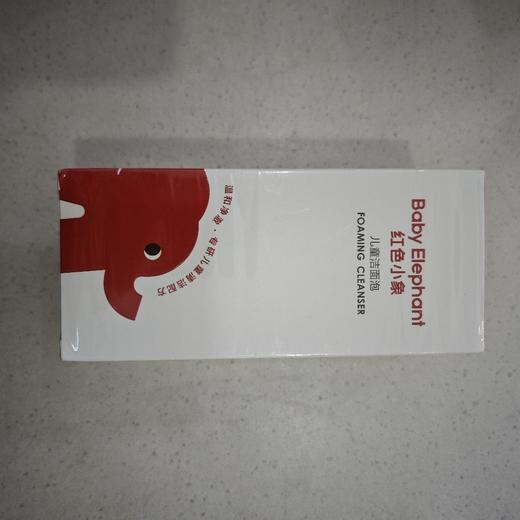 Baby Elephant
红色小象
儿童洁面泡
FOAMING CLEANSER
温和净澈·专研儿童清洁配方